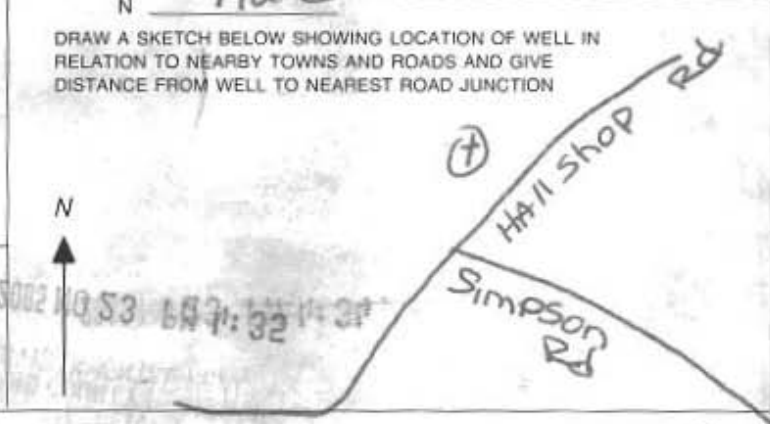 N
DRAW A SKETCH BELOW SHOWING LOCATION OF WELL IN
RELATION TO NEARBY TOWNS AND ROADS AND GIVE
DISTANCE FROM WELL TO NEAREST ROAD JUNCTION
HAll Shop Rd
N
Simpson
Rd